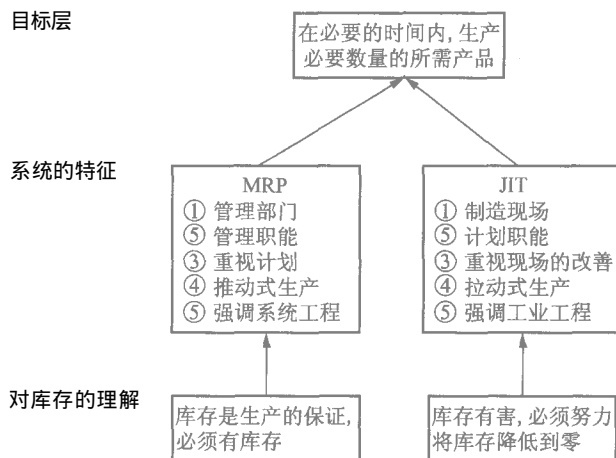 目标层
在必要的时间内, 生产
必要数量的所需产品
系统的特征
MRP
① 管理部门
⑤ 管理职能
③ 重视计划
④ 推动式生产
⑤ 强调系统工程
JIT
① 制造现场
⑤ 计划职能
③ 重视现场的改善
④ 拉动式生产
⑤ 强调工业工程
对库存的理解
库存是生产的保证,
必须有库存
库存有害, 必须努力
将库存降低到零